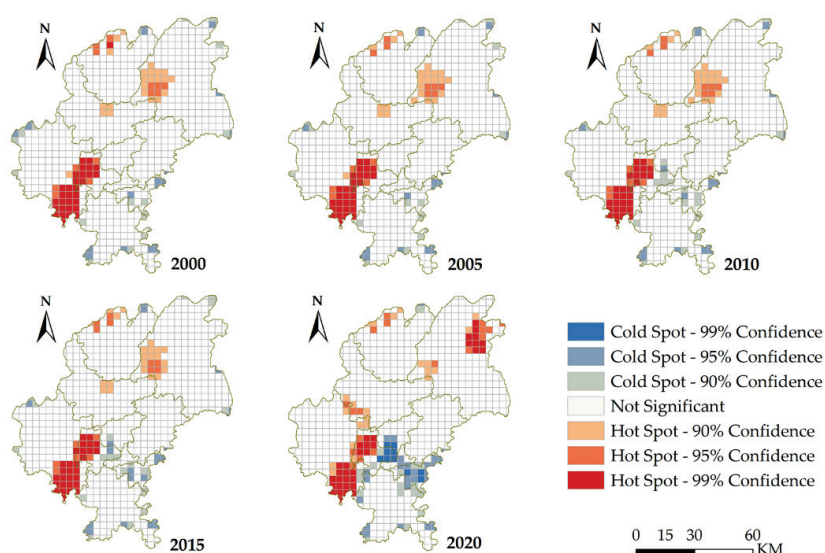 N
N
N
2000
2005
2010
N
N
2015
2020
Cold Spot - 99% Confidence
Cold Spot - 95% Confidence
Cold Spot - 90% Confidence
Not Significant
Hot Spot - 90% Confidence
Hot Spot - 95% Confidence
Hot Spot - 99% Confidence
0 15 30 60
KM